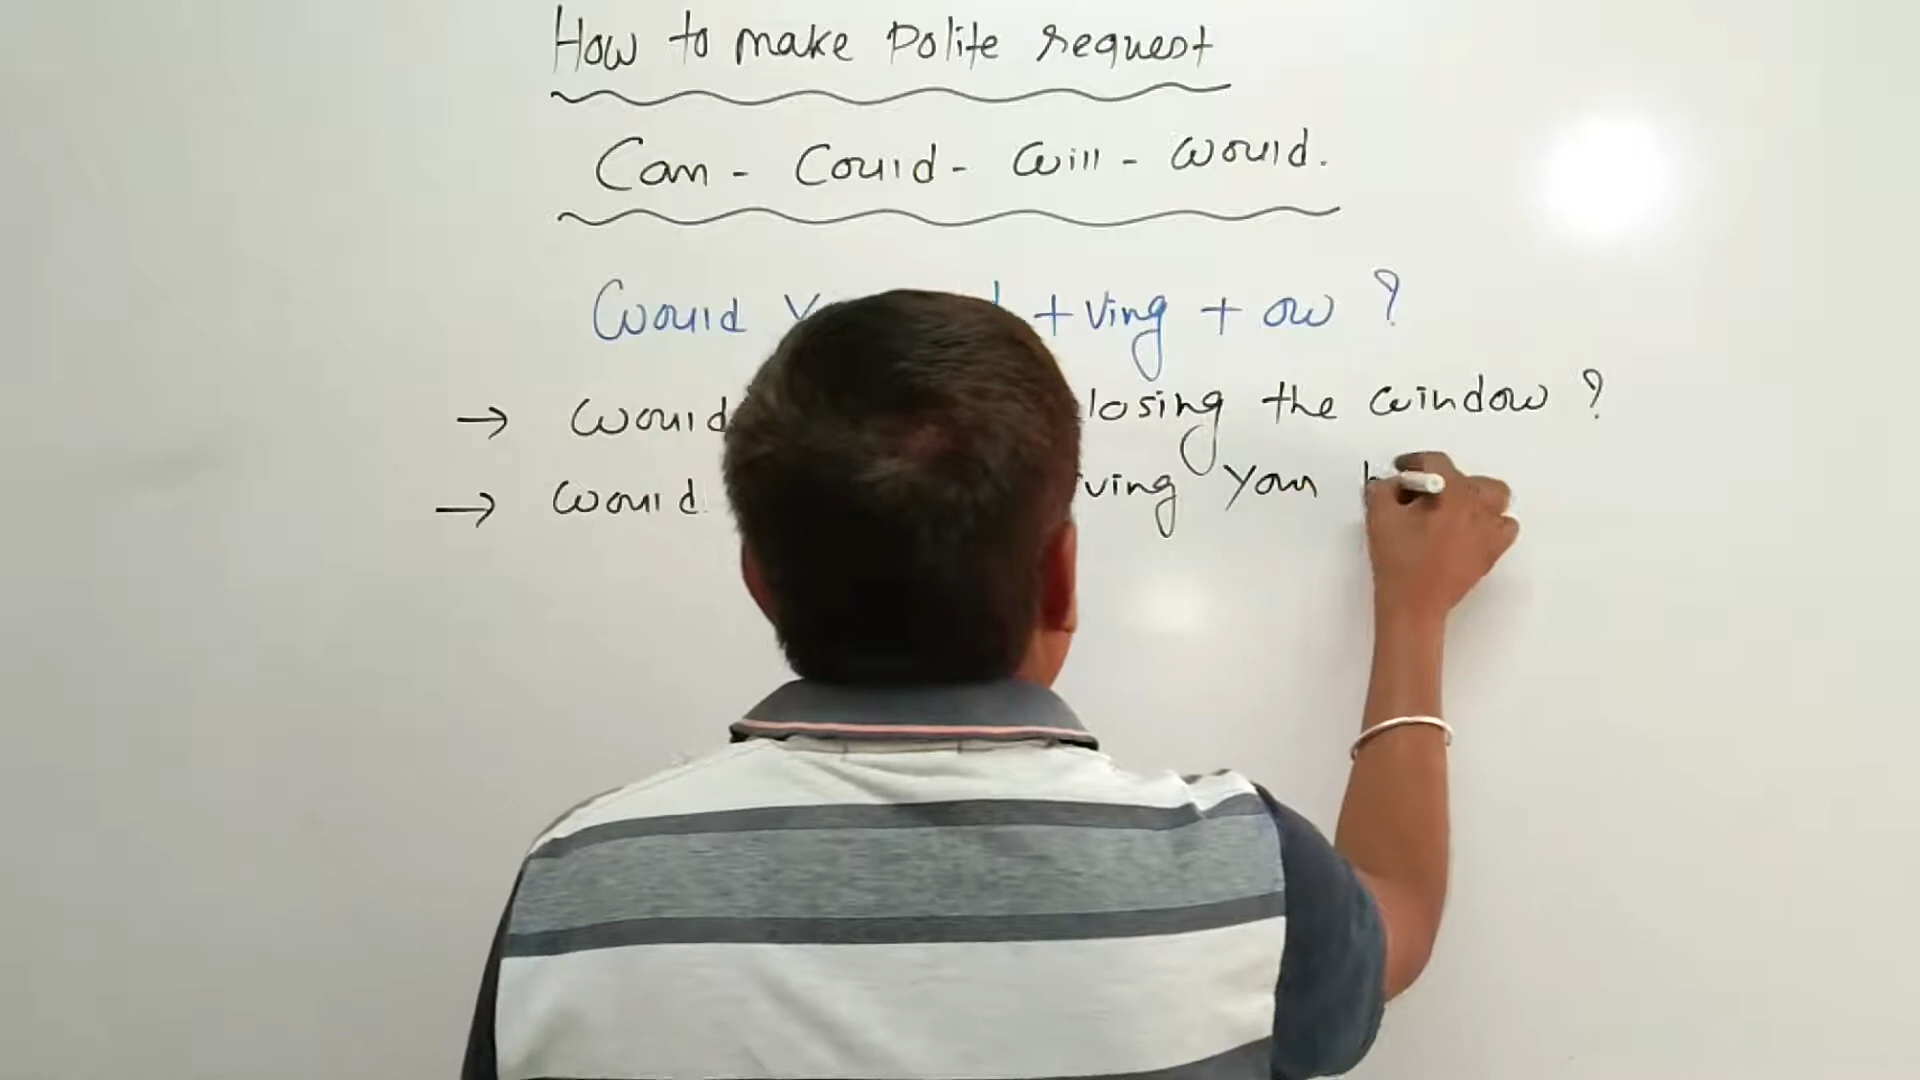 How to make Polite request
Can - Could - Will - Would.
Would + Ving + ow ?
→ Would losing the window ?
→ Would ving your